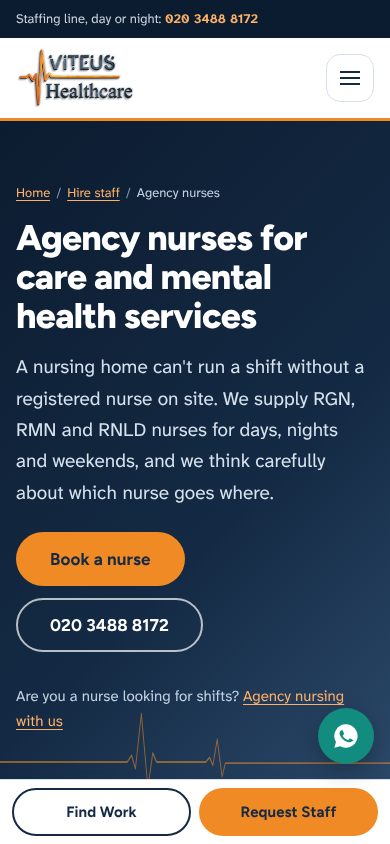 Staffing line, day or night: 020 3488 8172
VITEUS
Healthcare
Home / Hire staff / Agency nurses
Agency nurses for
care and mental
health services
A nursing home can't run a shift without a
registered nurse on site. We supply RGN,
RMN and RNLD nurses for days, nights
and weekends, and we think carefully
about which nurse goes where.
Book a nurse
020 3488 8172
Are you a nurse looking for shifts? Agency nursing
with us
Find Work
Request Staff